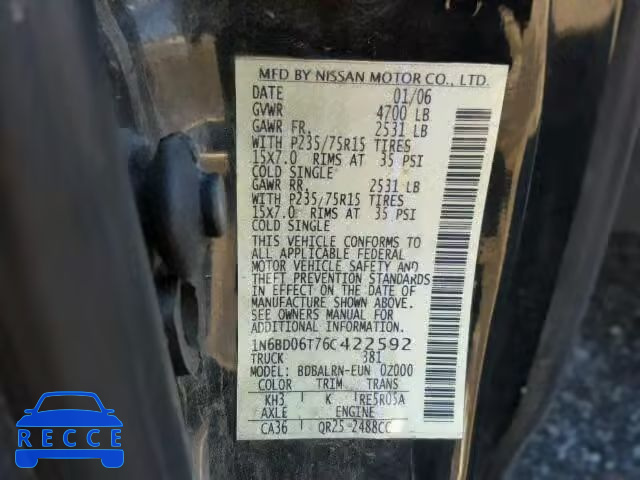 MFD BY NISSAN MOTOR CO., LTD.
DATE 01/06
GVWR 4700 LB
GAWR FR. 2531 LB
WITH P235/75R15 TIRES
15X7.0 RIMS AT 35 PSI
COLD SINGLE
GAWR RR. 2531 LB
WITH P235/75R15 TIRES
15X7.0 RIMS AT 35 PSI
COLD SINGLE
THIS VEHICLE CONFORMS TO
ALL APPLICABLE FEDERAL
MOTOR VEHICLE SAFETY AND
THEFT PREVENTION STANDARDS
IN EFFECT ON THE DATE OF
MANUFACTURE SHOWN ABOVE.
SEE OWNERS MANUAL FOR
ADDITIONAL INFORMATION
1N6BD06T76C422592
TRUCK 381
MODEL: BDBALRN-EUN 0Z000
COLOR TRIM TRANS
KH3 K RE5R05A
AXLE ENGINE
CA36 QR25 2488CC
RECCE